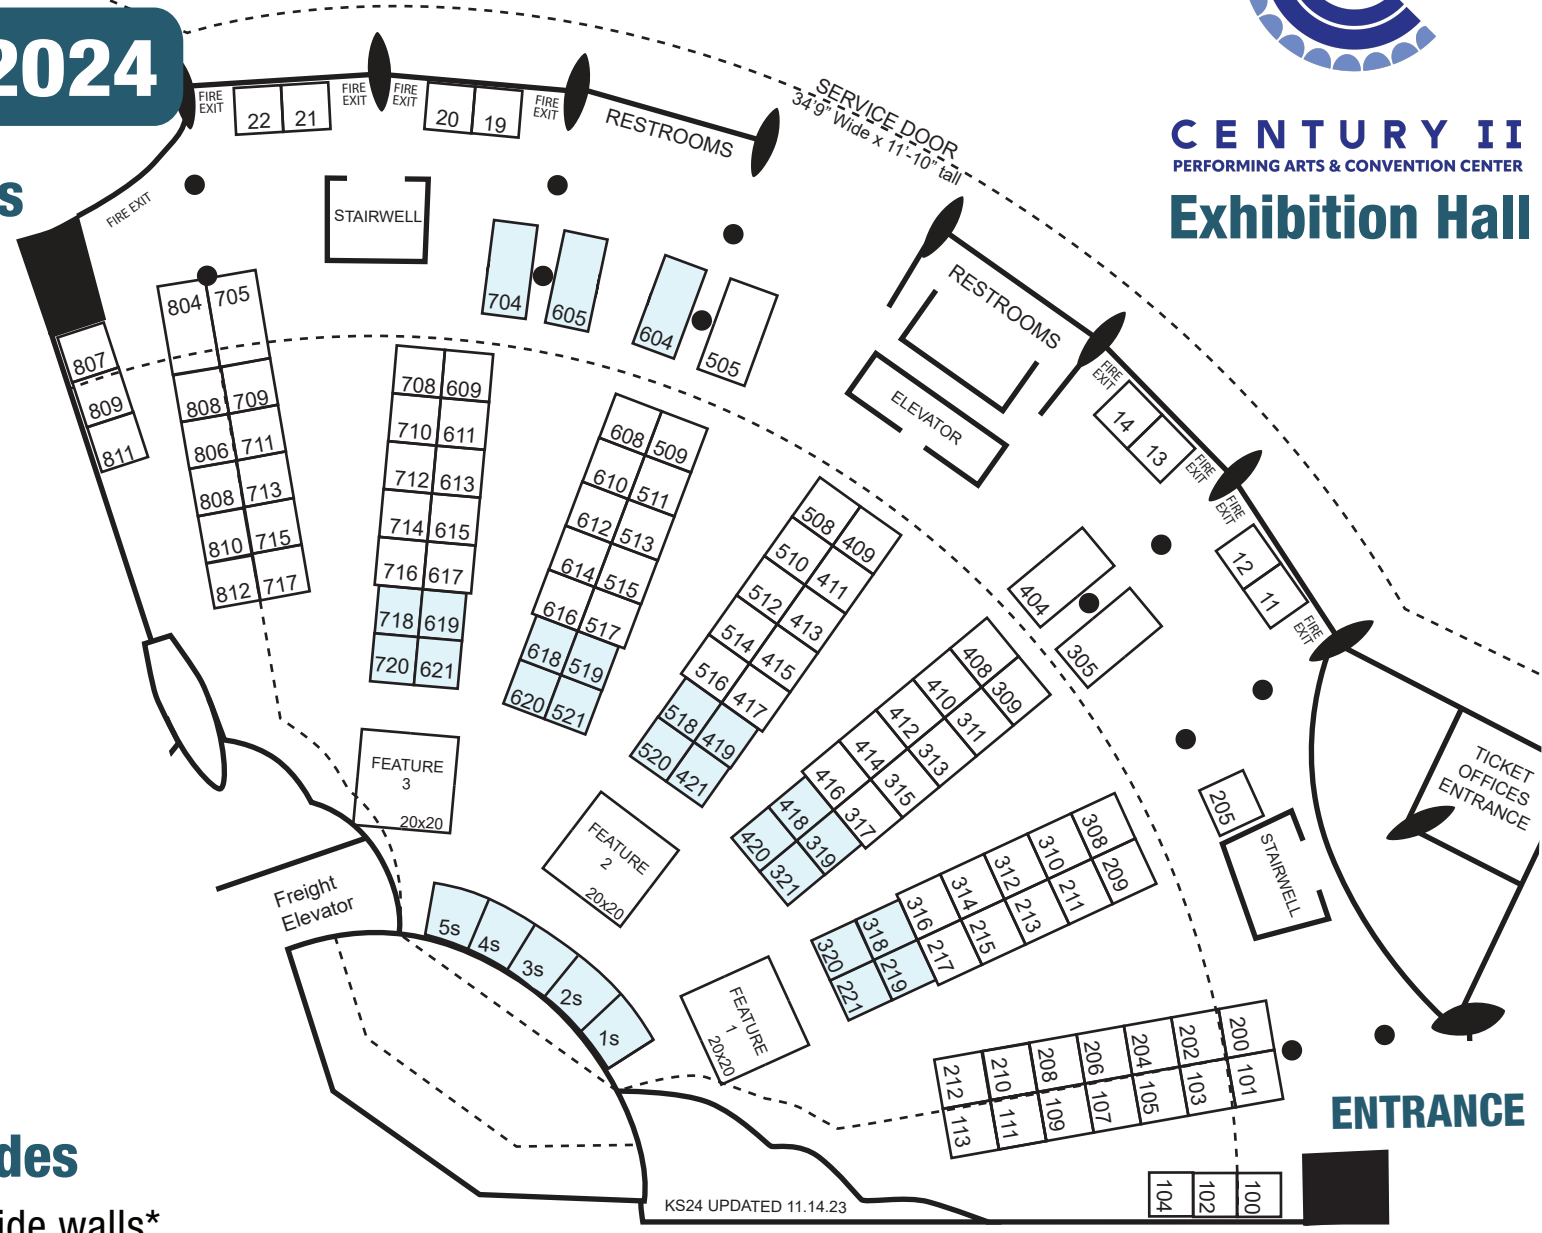 2024
s
CENTURY II
PERFORMING ARTS & CONVENTION CENTER
Exhibition Hall
SERVICE DOOR
34'9" Wide x 11'-10" tall
FIRE
EXIT
22
21
FIRE
EXIT
FIRE
EXIT
20
19
FIRE
EXIT
RESTROOMS
FIRE EXIT
STAIRWELL
704
605
604
505
RESTROOMS
ELEVATOR
FIRE
EXIT
14
13
FIRE
EXIT
FIRE
EXIT
12
11
FIRE
EXIT
804
705
807
809
811
808
709
806
711
808
713
810
715
812
717
708
609
710
611
712
613
714
615
716
617
718
619
720
621
608
509
610
511
612
513
614
515
616
517
618
519
620
521
508
409
510
411
512
413
514
415
516
417
518
419
520
421
404
305
408
309
410
311
412
313
414
315
416
317
418
319
420
321
205
STAIRWELL
TICKET
OFFICES
ENTRANCE
308
209
310
211
312
213
314
215
316
217
318
219
320
221
FEATURE
3
20x20
FEATURE
2
20x20
FEATURE
1
20x20
Freight
Elevator
5s
4s
3s
2s
1s
212
210
208
206
204
202
200
113
111
109
107
105
103
101
ENTRANCE
104
102
100
KS24 UPDATED 11.14.23
des
ide walls*